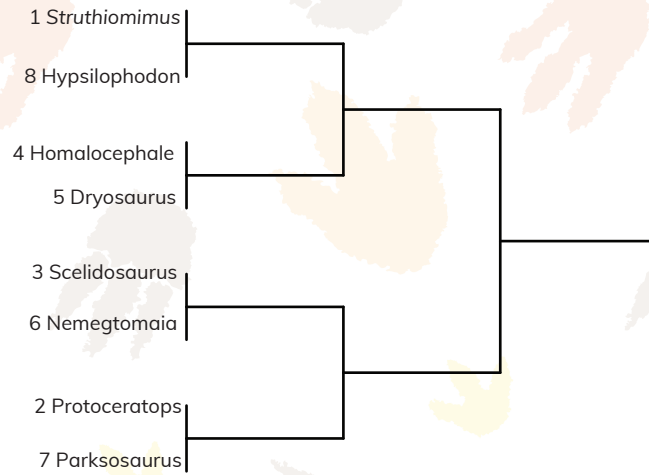 1 Struthiomimus
8 Hypsilophodon
4 Homalocephale
5 Dryosaurus
3 Scelidosaurus
6 Nemegtomaia
2 Protoceratops
7 Parksosaurus